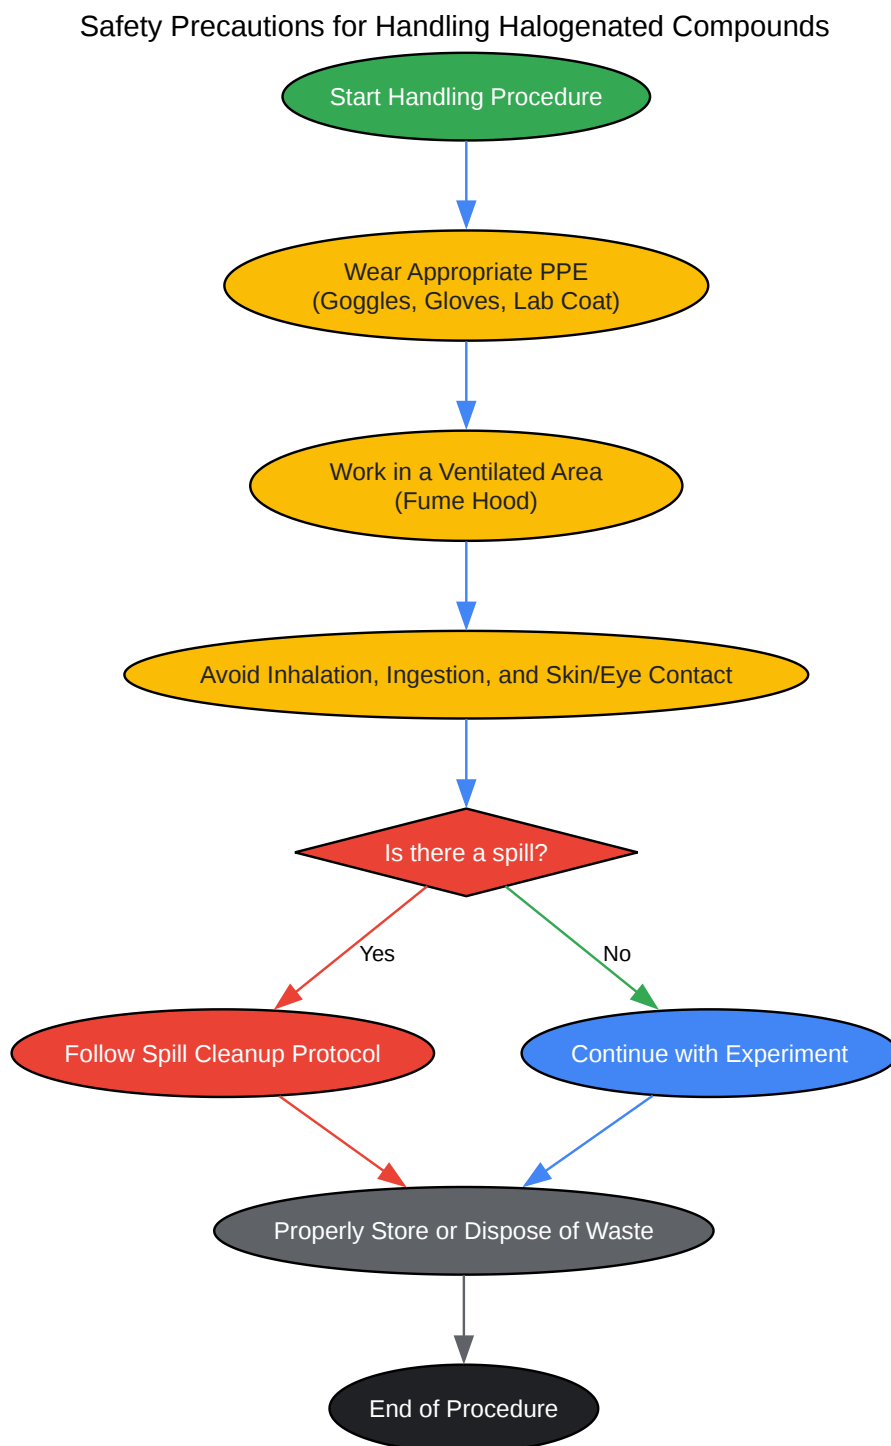 Safety Precautions for Handling Halogenated Compounds
Start Handling Procedure
Wear Appropriate PPE
(Goggles, Gloves, Lab Coat)
Work in a Ventilated Area
(Fume Hood)
Avoid Inhalation, Ingestion, and Skin/Eye Contact
Is there a spill?
Yes
No
Follow Spill Cleanup Protocol
Continue with Experiment
Properly Store or Dispose of Waste
End of Procedure